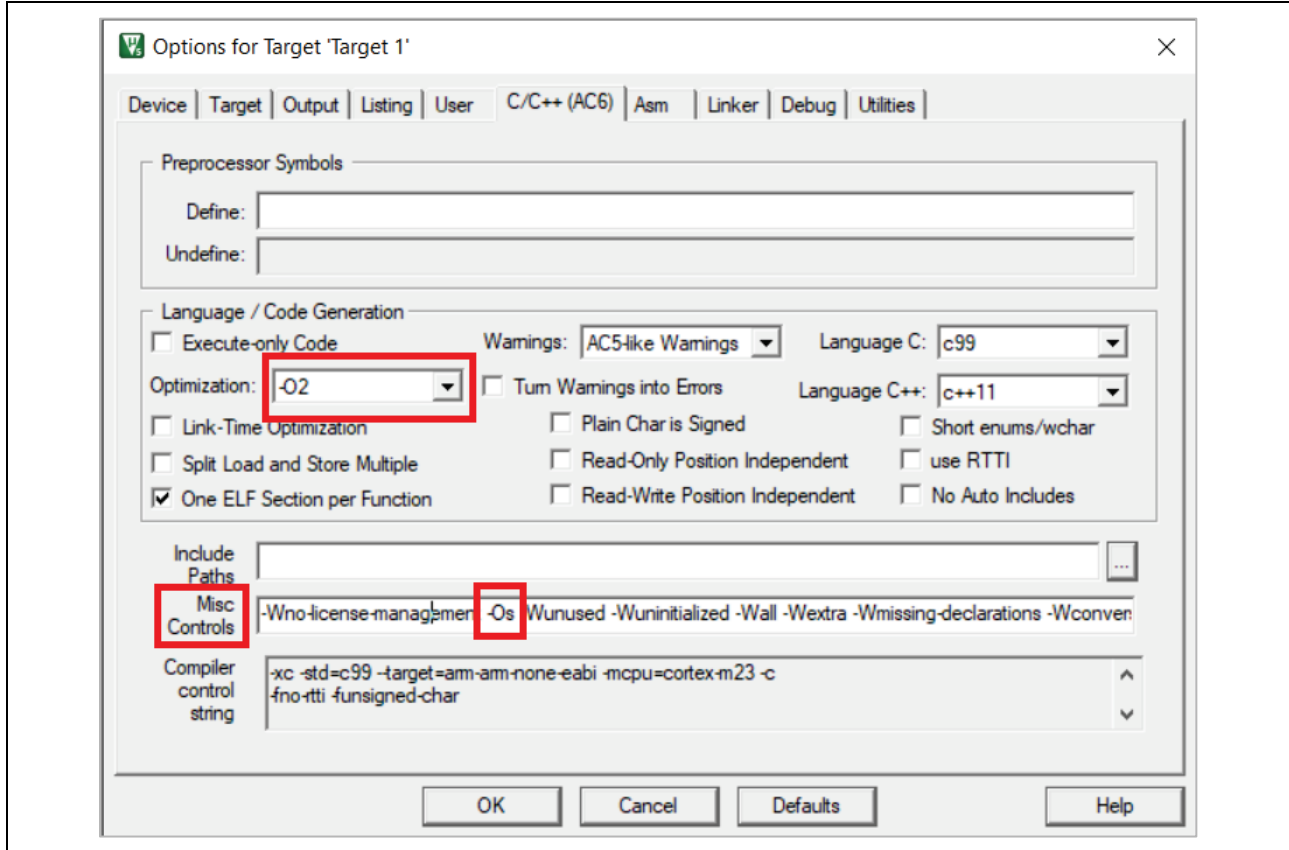 Options for Target 'Target 1'
Device Target Output Listing User C/C++ (AC6) Asm Linker Debug Utilities
Preprocessor Symbols
Define:
Undefine:
Language / Code Generation
Execute-only Code Warnings: AC5-like Warnings Language C: c99
Optimization: -O2 Turn Warnings into Errors Language C++: c++11
Link-Time Optimization Plain Char is Signed Short enums/wchar
Split Load and Store Multiple Read-Only Position Independent use RTTI
One ELF Section per Function Read-Write Position Independent No Auto Includes
Include
Paths
...
Misc
Controls
-Wno-license-management -Os -Wunused -Wuninitialized -Wall -Wextra -Wmissing-declarations -Wconver
Compiler
control
string
-xc -std=c99 --target=arm-arm-none-eabi -mcpu=cortex-m23 -c
-fno-rtti -funsigned-char
OK Cancel Defaults Help